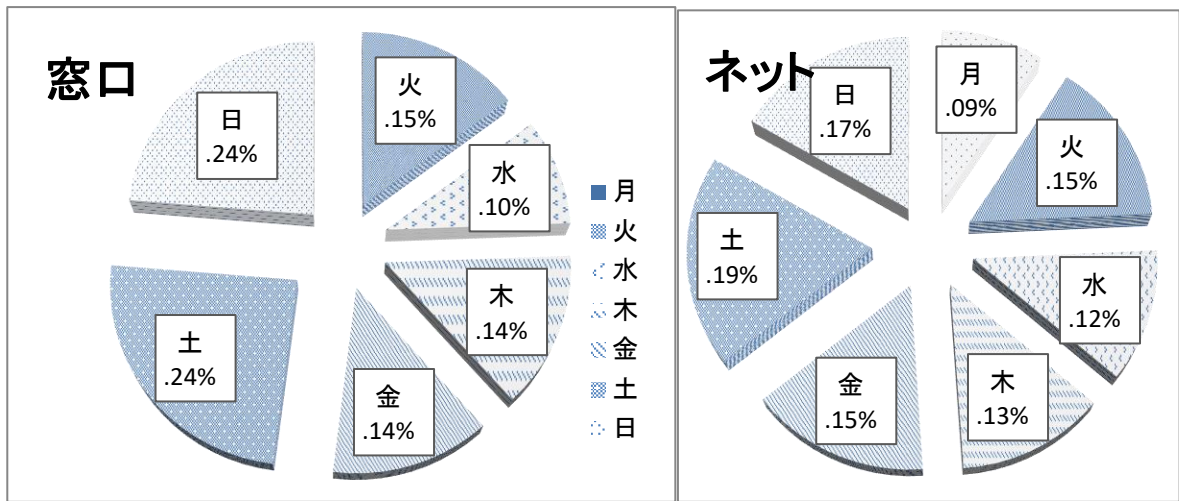 窓口
火
.15%
水
.10%
木
.14%
金
.14%
土
.24%
日
.24%
月
火
水
木
金
土
日
ネット
月
.09%
火
.15%
水
.12%
木
.13%
金
.15%
土
.19%
日
.17%